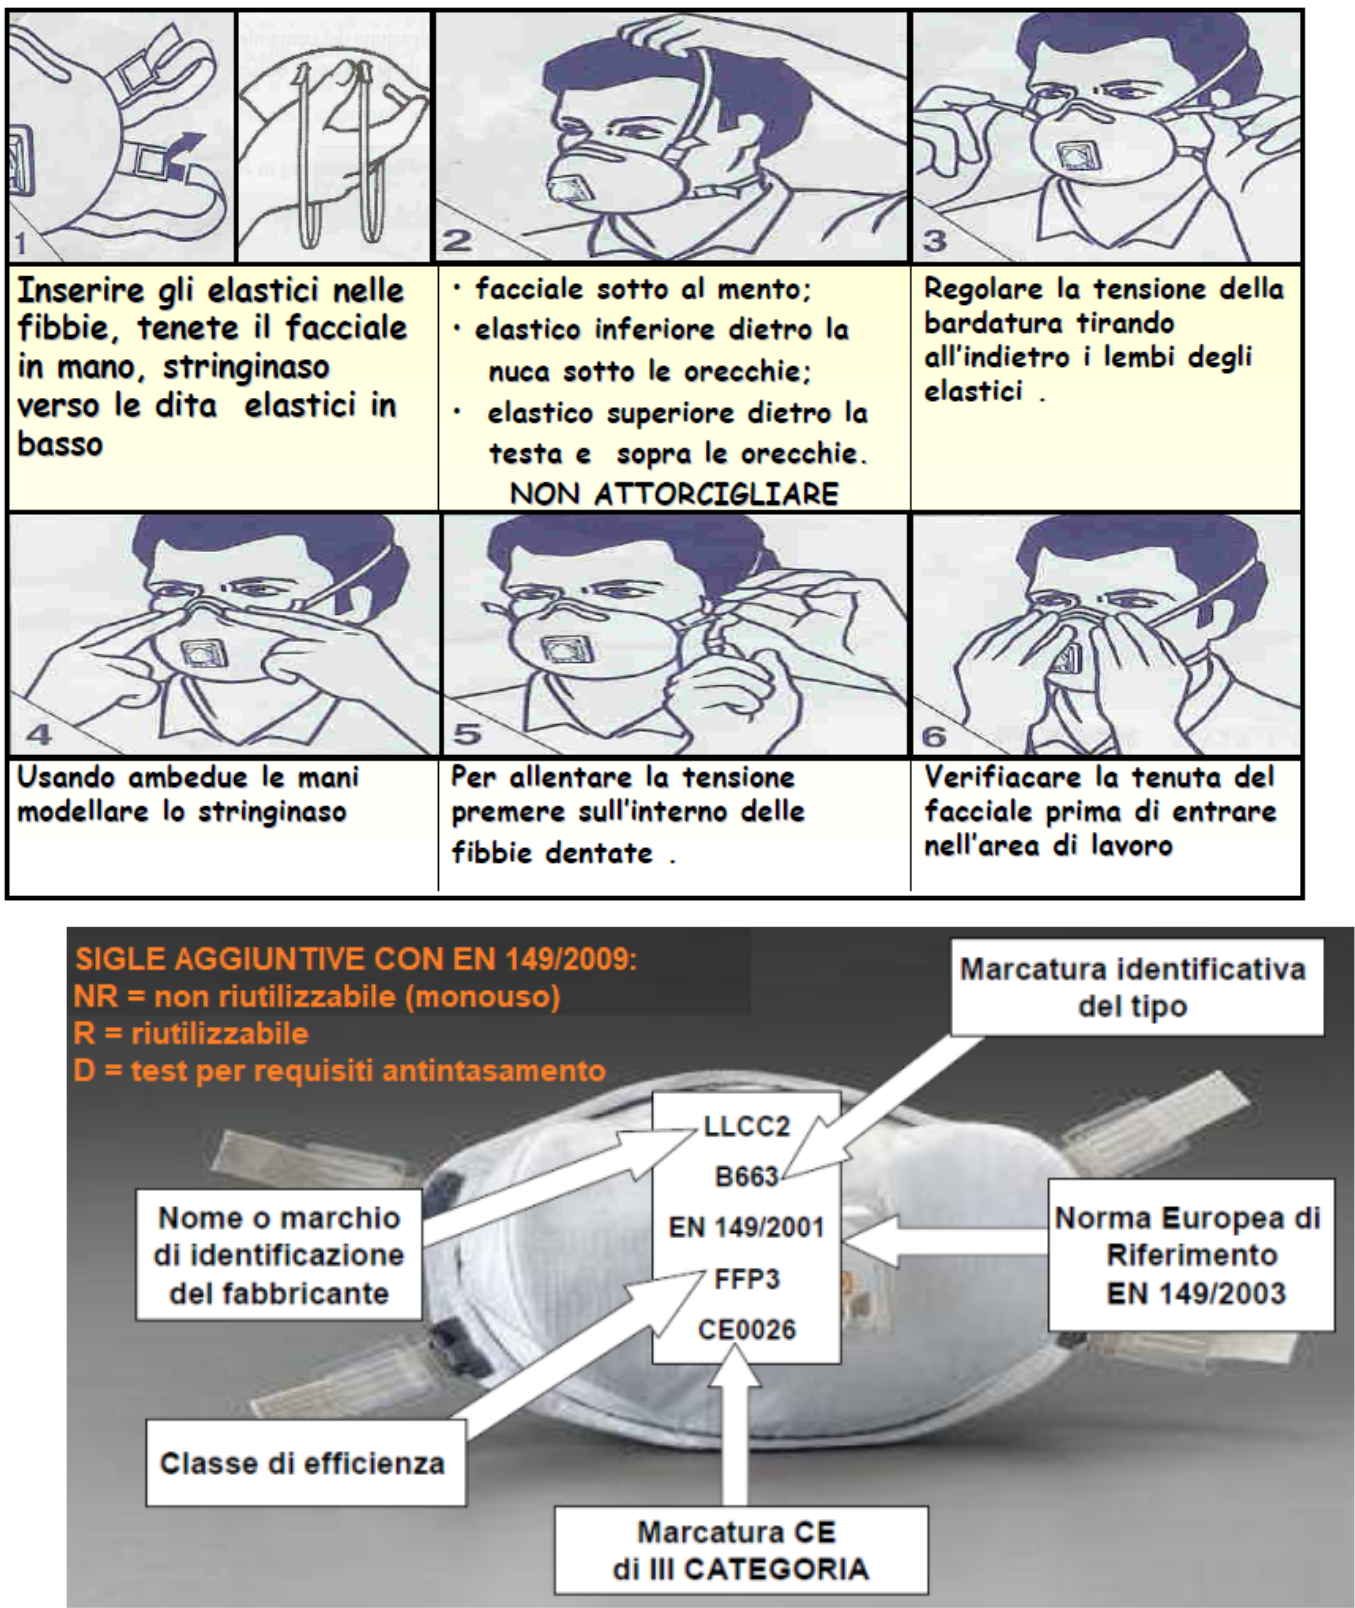 1
2
3
Inserire gli elastici nelle
fibbie, tenete il facciale
in mano, stringinaso
verso le dita elastici in
basso
· facciale sotto al mento;
· elastico inferiore dietro la
nuca sotto le orecchie;
· elastico superiore dietro la
testa e sopra le orecchie.
NON ATTORCIGLIARE
Regolare la tensione della
bardatura tirando
all'indietro i lembi degli
elastici .
4
5
6
Usando ambedue le mani
modellare lo stringinaso
Per allentare la tensione
premere sull'interno delle
fibbie dentate .
Verifiacare la tenuta del
facciale prima di entrare
nell'area di lavoro
SIGLE AGGIUNTIVE CON EN 149/2009:
NR = non riutilizzabile (monouso)
R = riutilizzabile
D = test per requisiti antintasamento
Marcatura identificativa
del tipo
LLCC2
B663
EN 149/2001
FFP3
CE0026
Nome o marchio
di identificazione
del fabbricante
Norma Europea di
Riferimento
EN 149/2003
Classe di efficienza
Marcatura CE
di III CATEGORIA